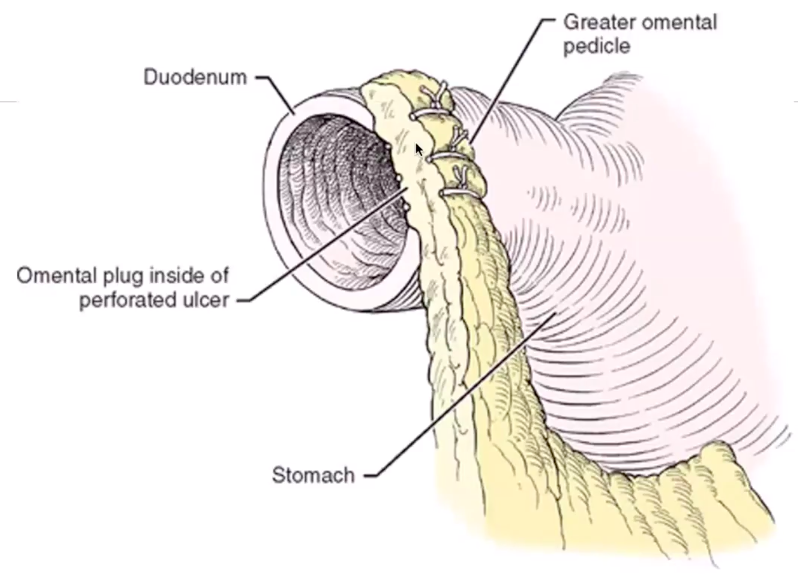 Greater omental
pedicle
Duodenum
Omental plug inside of
perforated ulcer
Stomach